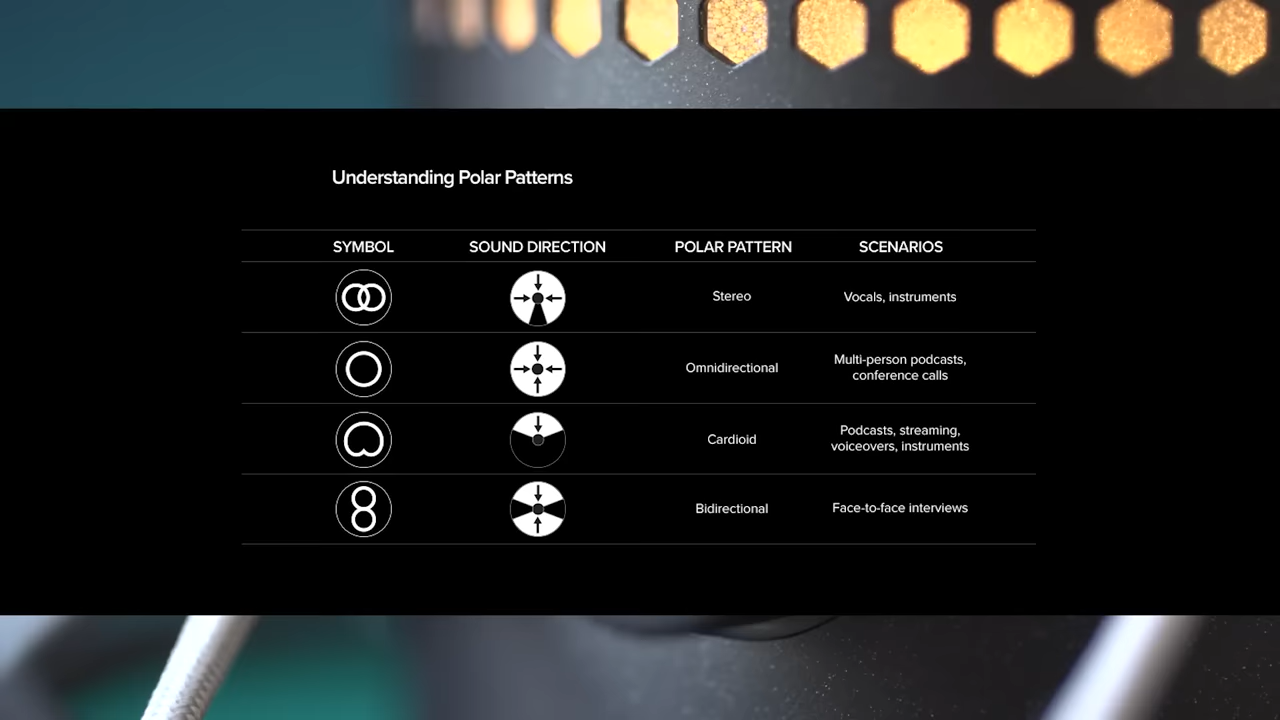 Understanding Polar Patterns
SYMBOL SOUND DIRECTION POLAR PATTERN SCENARIOS
Stereo Vocals, instruments
Omnidirectional Multi-person podcasts,
conference calls
Cardioid Podcasts, streaming,
voiceovers, instruments
Bidirectional Face-to-face interviews